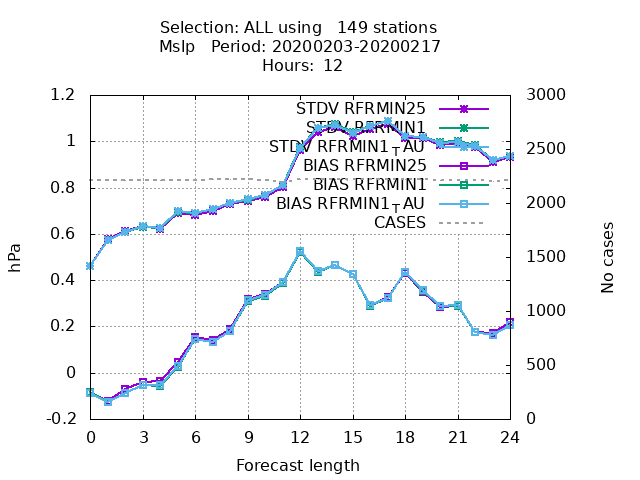 Selection: ALL using   149 stations
Mslp   Period: 20200203-20200217
Hours:  12
1.2
1
0.8
0.6
0.4
0.2
0
-0.2
hPa
STDV RFRMIN25
STDV RFRMIN1
STDV RFRMIN1┬AU
BIAS RFRMIN25
BIAS RFRMIN1
BIAS RFRMIN1┬AU
CASES
3000
2500
2000
1500
1000
500
0
No cases
0 3 6 9 12 15 18 21 24
Forecast length